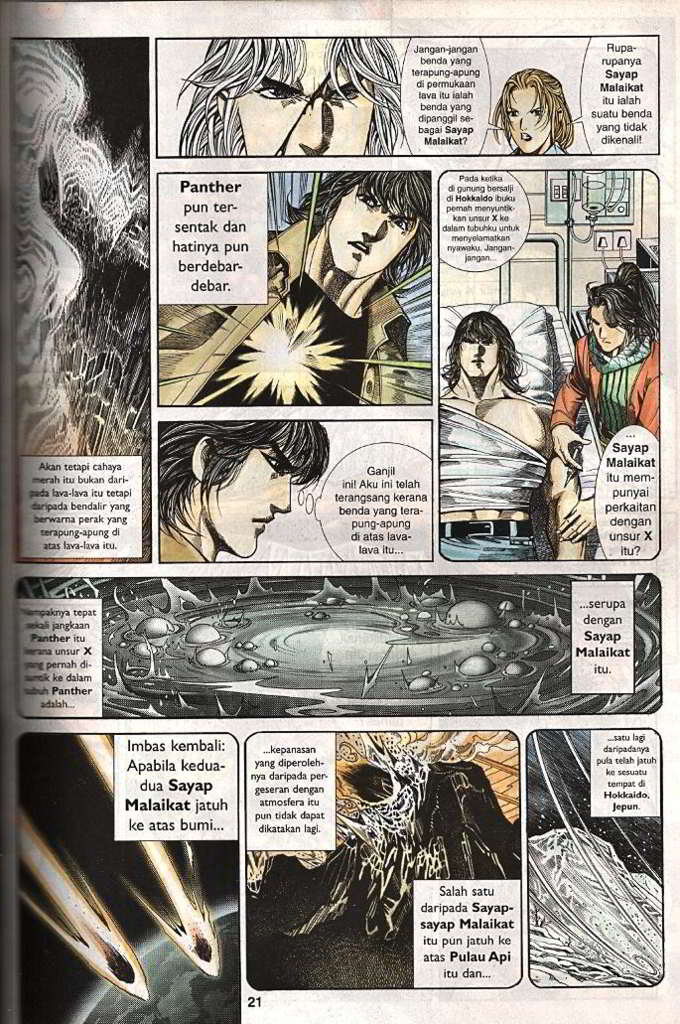 Jangan-jangan
benda yang
terapung-apung
di permukaan
lava itu ialah
benda yang
dipanggil se-
bagai Sayap
Malaikat?
Rupa-
rupanya
Sayap
Malaikat
itu ialah
suatu benda
yang tidak
dikenali!
Akan tetapi cahaya
merah itu bukan dari-
pada lava-lava itu tetapi
daripada bendalir yang
berwarna perak yang
terapung-apung di
atas lava-lava itu.
Panther
pun ter-
sentak dan
hatinya pun
berdebar-
debar.
Pada ketika
di gunung bersalji
di Hokkaido ibuku
pernah menyuntik-
kan unsur X ke
dalam tubuhku untuk
menyelamatkan
nyawaku. Jangan-
jangan...
Ganjil
ini! Aku ini telah
terangsang kerana
benda yang tera-
pung-apung
di atas lava-
lava itu...
...
Sayap
Malaikat
itu mem-
punyai
perkaitan
dengan
unsur X
itu?
Nampaknya tepat
sekali jangkaan
Panther itu
kerana unsur X
yang pernah di-
suntik ke dalam
tubuh Panther
adalah...
...serupa
dengan
Sayap
Malaikat
itu.
Imbas kembali:
Apabila kedua-
dua Sayap
Malaikat jatuh
ke atas bumi...
...kepanasan
yang diperoleh-
nya daripada per-
geseran dengan
atmosfera itu
pun tidak dapat
dikatakan lagi.
Salah satu
daripada Sayap-
sayap Malaikat
itu pun jatuh ke
atas Pulau Api
itu dan...
...satu lagi
daripadanya
pula telah jatuh
ke sesuatu
tempat di
Hokkaido,
Jepun.
21